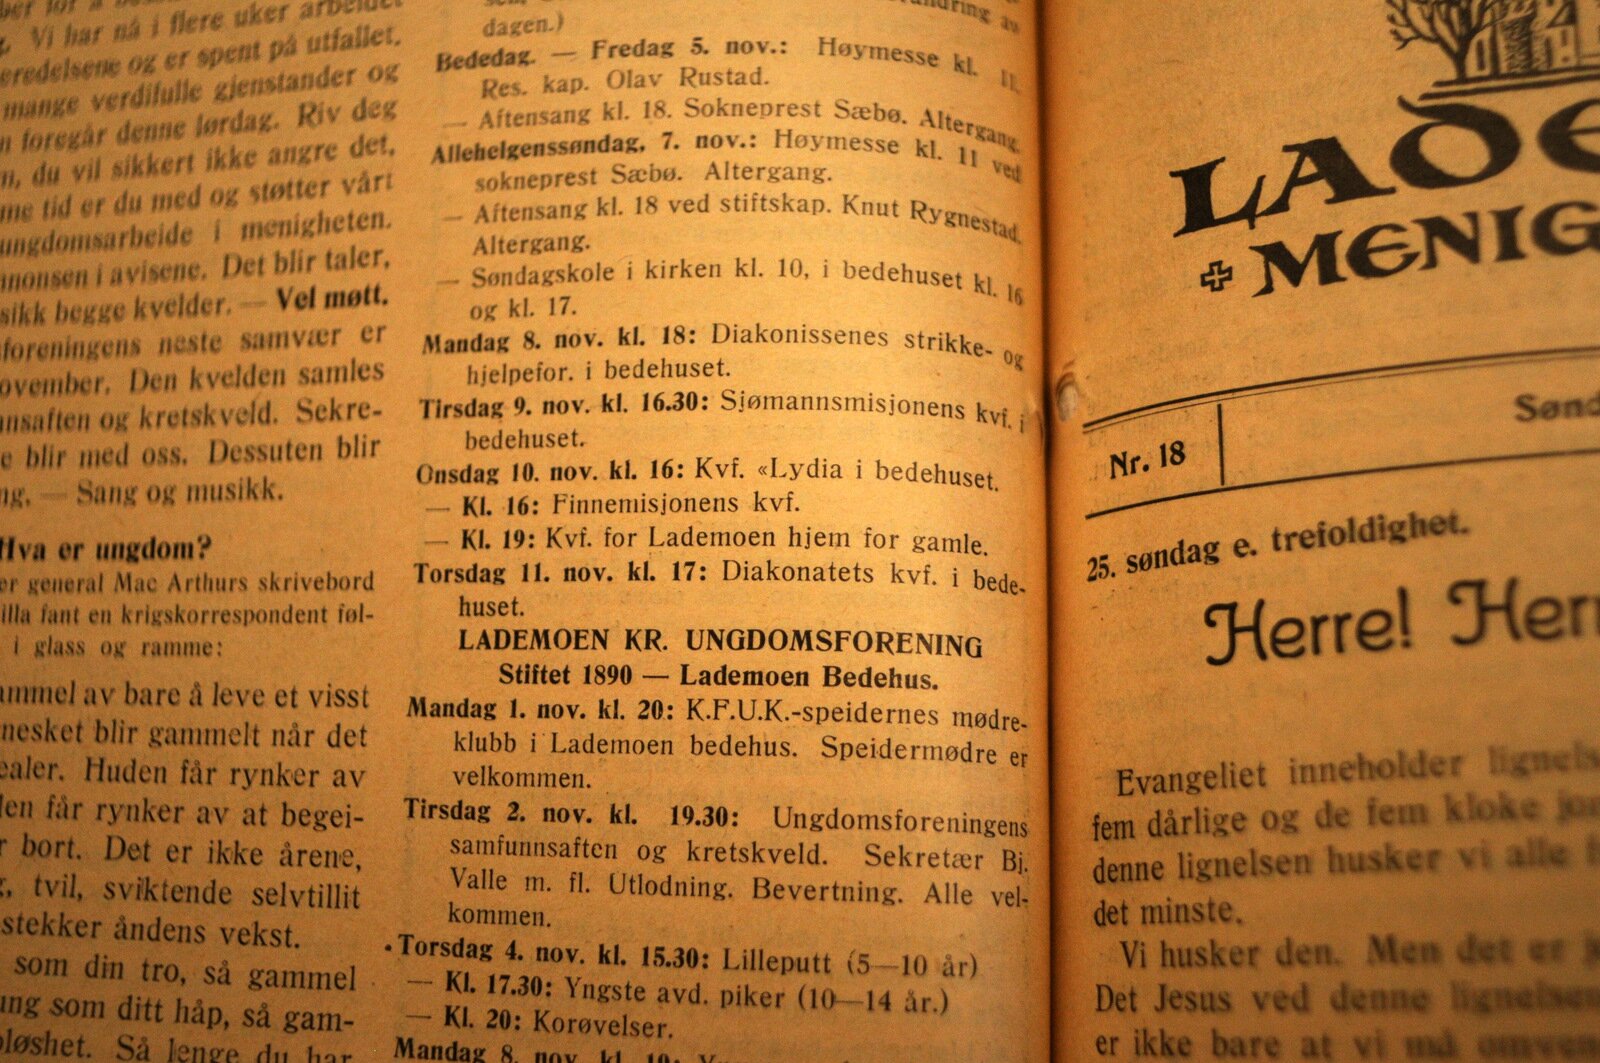 Vi har nå i flere uker arbeidet
og er spent på utfallet.
mange verdifulle gjenstander og
foregår denne lørdag. Riv deg
du vil sikkert ikke angre det,
tid er du med og støtter vårt
ungdomsarbeide i menigheten.
i avisene. Det blir taler,
begge kvelder. — Vel møtt.
neste samvær er
november. Den kvelden samles
og kretskveld. Sekre-
blir med oss. Dessuten blir
— Sang og musikk.
Hva er ungdom?
general Mac Arthurs skrivebord
fant en krigskorrespondent føl-
i glass og ramme:
av bare å leve et visst
blir gammelt når det
Huden får rynker av
får rynker av at begei-
bort. Det er ikke årene,
tvil, sviktende selvtillit
stekker åndens vekst.
som din tro, så gammel
som ditt håp, så gam-
Så lenge du har
dagen.)
Bededag. — Fredag 5. nov.: Høymesse kl. 11.
Res. kap. Olav Rustad.
— Aftensang kl. 18. Sokneprest Sæbø. Altergang.
Allehelgenssøndag, 7. nov.: Høymesse kl. 11 ved
sokneprest Sæbø. Altergang.
— Aftensang kl. 18 ved stiftskap. Knut Rygnestad.
Altergang.
— Søndagskole i kirken kl. 10, i bedehuset kl. 16
og kl. 17.
Mandag 8. nov. kl. 18: Diakonissenes strikke- og
hjelpefor. i bedehuset.
Tirsdag 9. nov. kl. 16.30: Sjømannsmisjonens kvf. i
bedehuset.
Onsdag 10. nov. kl. 16: Kvf. «Lydia i bedehuset.
— Kl. 16: Finnemisjonens kvf.
— Kl. 19: Kvf. for Lademoen hjem for gamle.
Torsdag 11. nov. kl. 17: Diakonatets kvf. i bede-
huset.
LADEMOEN KR. UNGDOMSFORENING
Stiftet 1890 — Lademoen Bedehus.
Mandag 1. nov. kl. 20: K.F.U.K.-speidernes mødre-
klubb i Lademoen bedehus. Speidermødre er
velkommen.
Tirsdag 2. nov. kl. 19.30: Ungdomsforeningens
samfunnsaften og kretskveld. Sekretær Bj.
Valle m. fl. Utlodning. Bevertning. Alle vel-
kommen.
Torsdag 4. nov. kl. 15.30: Lilleputt (5—10 år)
— Kl. 17.30: Yngste avd. piker (10—14 år.)
— Kl. 20: Korøvelser.
Mandag 8. nov. kl.
LADE
MENIG
Nr. 18
Sønd
25. søndag e. trefoldighet.
Herre! Herr
Evangeliet inneholder lignels
fem dårlige og de fem kloke
denne lignelsen husker vi alle
det minste.
Vi husker den. Men det er
Det Jesus ved denne lignelsen
er ikke bare at vi